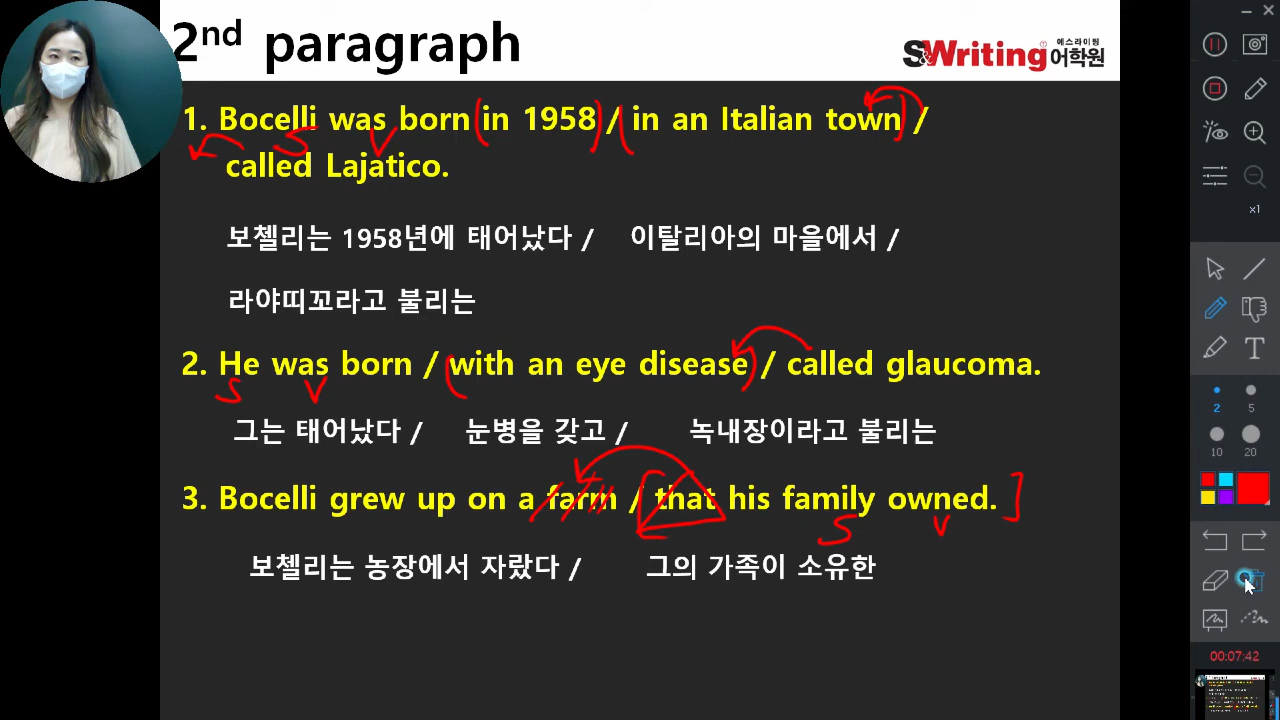 2nd paragraph
S&Writing 에스라이팅 어학원
1. Bocelli was born (in 1958) / (in an Italian town) /
S V
called Lajatico.
보첼리는 1958년에 태어났다 / 이탈리아의 마을에서 /
라야띠꼬라고 불리는
2. He was born / (with an eye disease) / called glaucoma.
S V
그는 태어났다 / 눈병을 갖고 / 녹내장이라고 불리는
3. Bocelli grew up on a farm / [that his family owned.]
S V
보첼리는 농장에서 자랐다 / 그의 가족이 소유한
x1
T
2 5
10 20
00:07:42